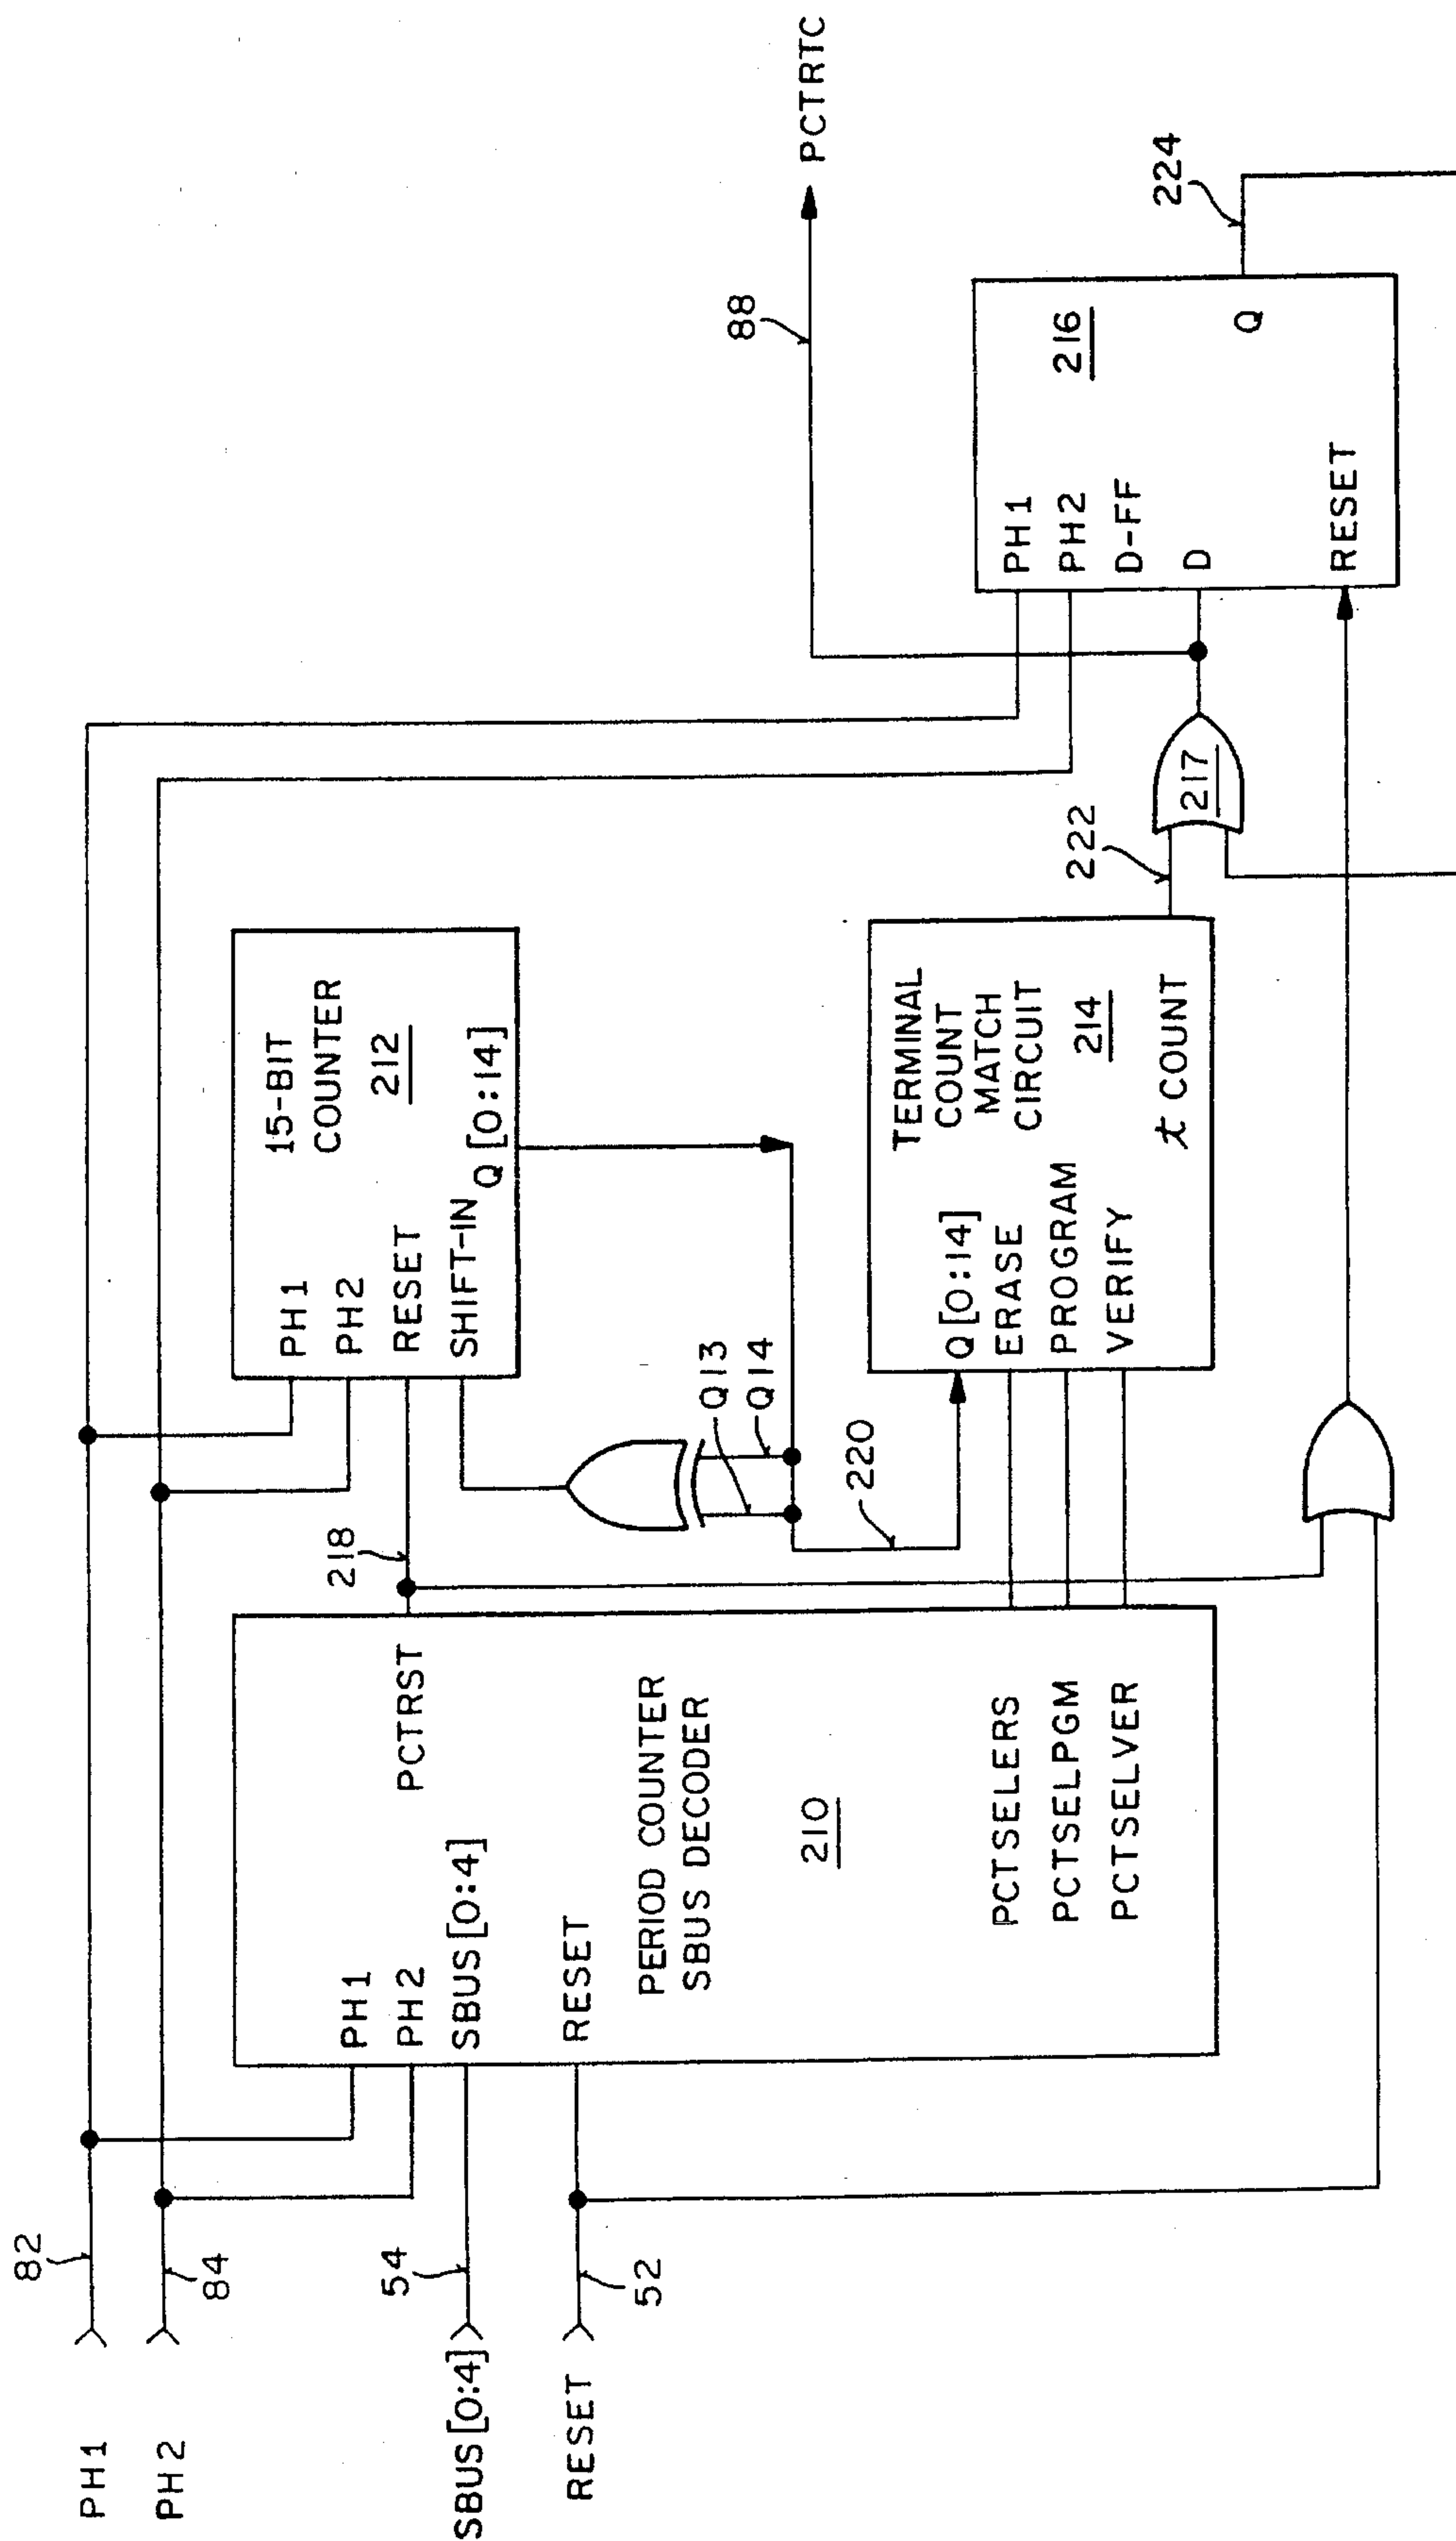 PH1
82
PH2
84
SBUS[0:4]
54
RESET
52
PH1
PH2
SBUS[0:4]
RESET
PCTRST
PERIOD COUNTER
SBUS DECODER
210
PCTSELERS
PCTSELPGM
PCTSELVER
218
PH1
PH2
RESET
SHIFT-IN
15-BIT
COUNTER
212
Q[0:14]
Q13
Q14
220
Q[0:14]
ERASE
PROGRAM
VERIFY
TERMINAL
COUNT
MATCH
CIRCUIT
214
t COUNT
222
217
88
PCTRTC
PH1
PH2
D-FF
D
RESET
216
Q
224